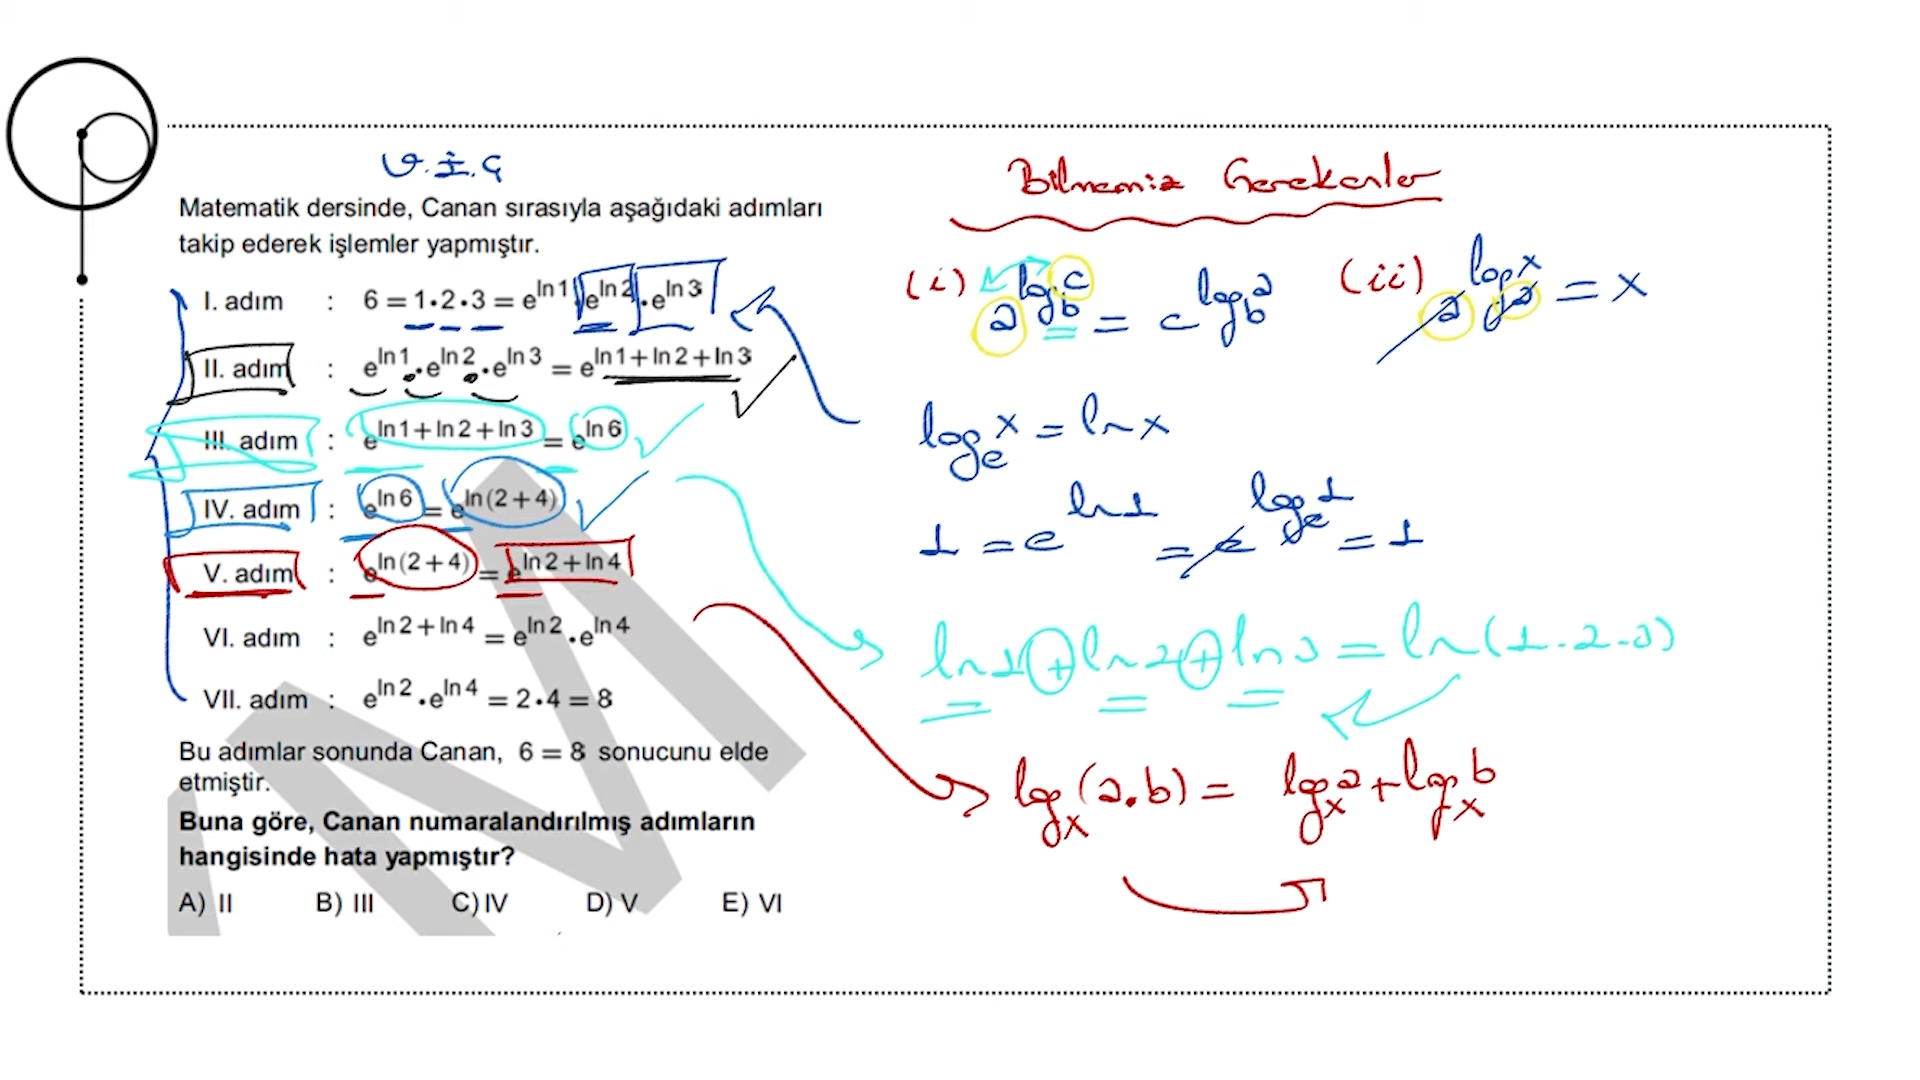 V.İ.Ç
Matematik dersinde, Canan sırasıyla aşağıdaki adımları
takip ederek işlemler yapmıştır.
I. adım : 6 = 1•2•3 = e^ln1 • e^ln2 • e^ln3
II. adım : e^ln1 • e^ln2 • e^ln3 = e^ln1+ln2+ln3
III. adım : e^ln1+ln2+ln3 = e^ln6
IV. adım : e^ln6 = e^ln(2+4)
V. adım : e^ln(2+4) = e^ln2+ln4
VI. adım : e^ln2+ln4 = e^ln2 • e^ln4
VII. adım : e^ln2 • e^ln4 = 2•4 = 8
Bu adımlar sonunda Canan, 6 = 8 sonucunu elde
etmiştir.
Buna göre, Canan numaralandırılmış adımların
hangisinde hata yapmıştır?
A) II B) III C) IV D) V E) VI
Bilmemiz Gerekenler
(i) a^log_b c = c^log_b a (ii) a^log_a x = x
log_e x = ln x
1 = e^ln1 = e^log_e 1 = 1
ln1 + ln2 + ln3 = ln(1.2.3)
log_x (a.b) = log_x a + log_x b